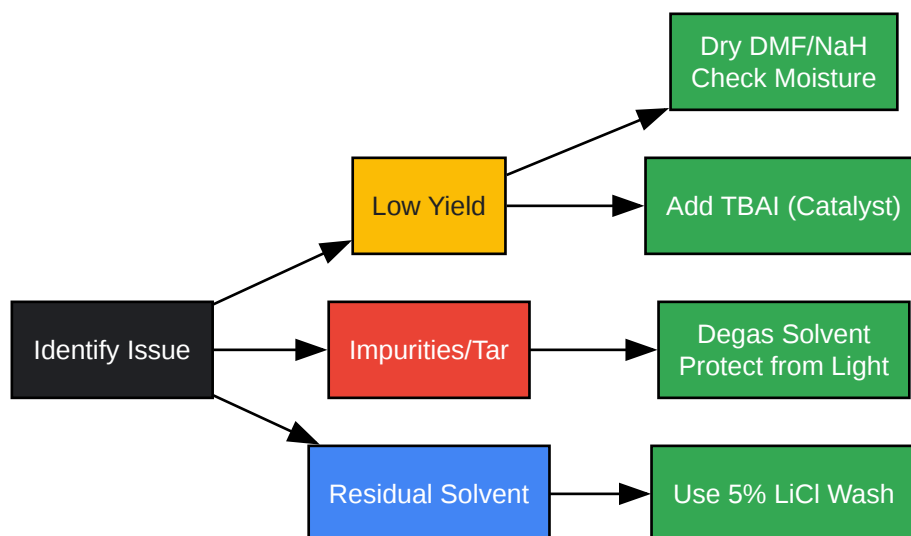 Dry DMF/NaH
Check Moisture
Low Yield
Add TBAI (Catalyst)
Identify Issue
Impurities/Tar
Degas Solvent
Protect from Light
Residual Solvent
Use 5% LiCl Wash